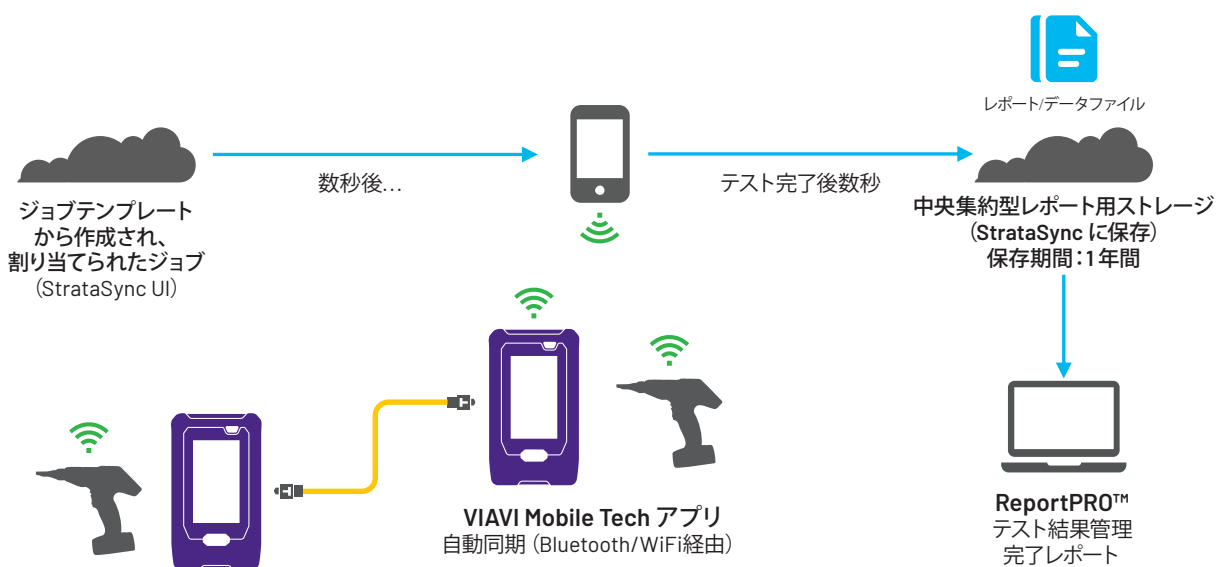 レポート/データファイル
数秒後...
テスト完了後数秒
ジョブテンプレート
から作成され、
割り当てられたジョブ
（StrataSync UI）
中央集約型レポート用ストレージ
（StrataSync に保存）
保存期間：1年間
VIAVI Mobile Tech アプリ
自動同期（Bluetooth/WiFi経由）
ReportPRO™
テスト結果管理
完了レポート